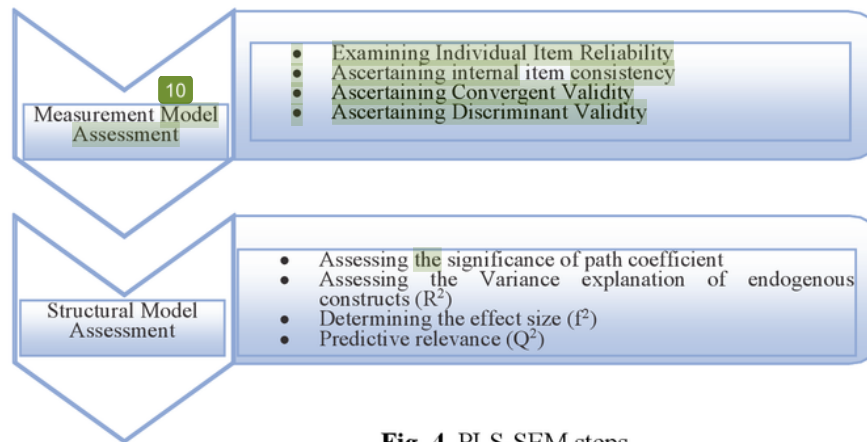 10
Measurement Model
Assessment
• Examining Individual Item Reliability
• Ascertaining internal item consistency
• Ascertaining Convergent Validity
• Ascertaining Discriminant Validity
Structural Model
Assessment
• Assessing the significance of path coefficient
• Assessing the Variance explanation of endogenous
constructs (R²)
• Determining the effect size (f²)
• Predictive relevance (Q²)
Fig. 4. PLS-SEM steps